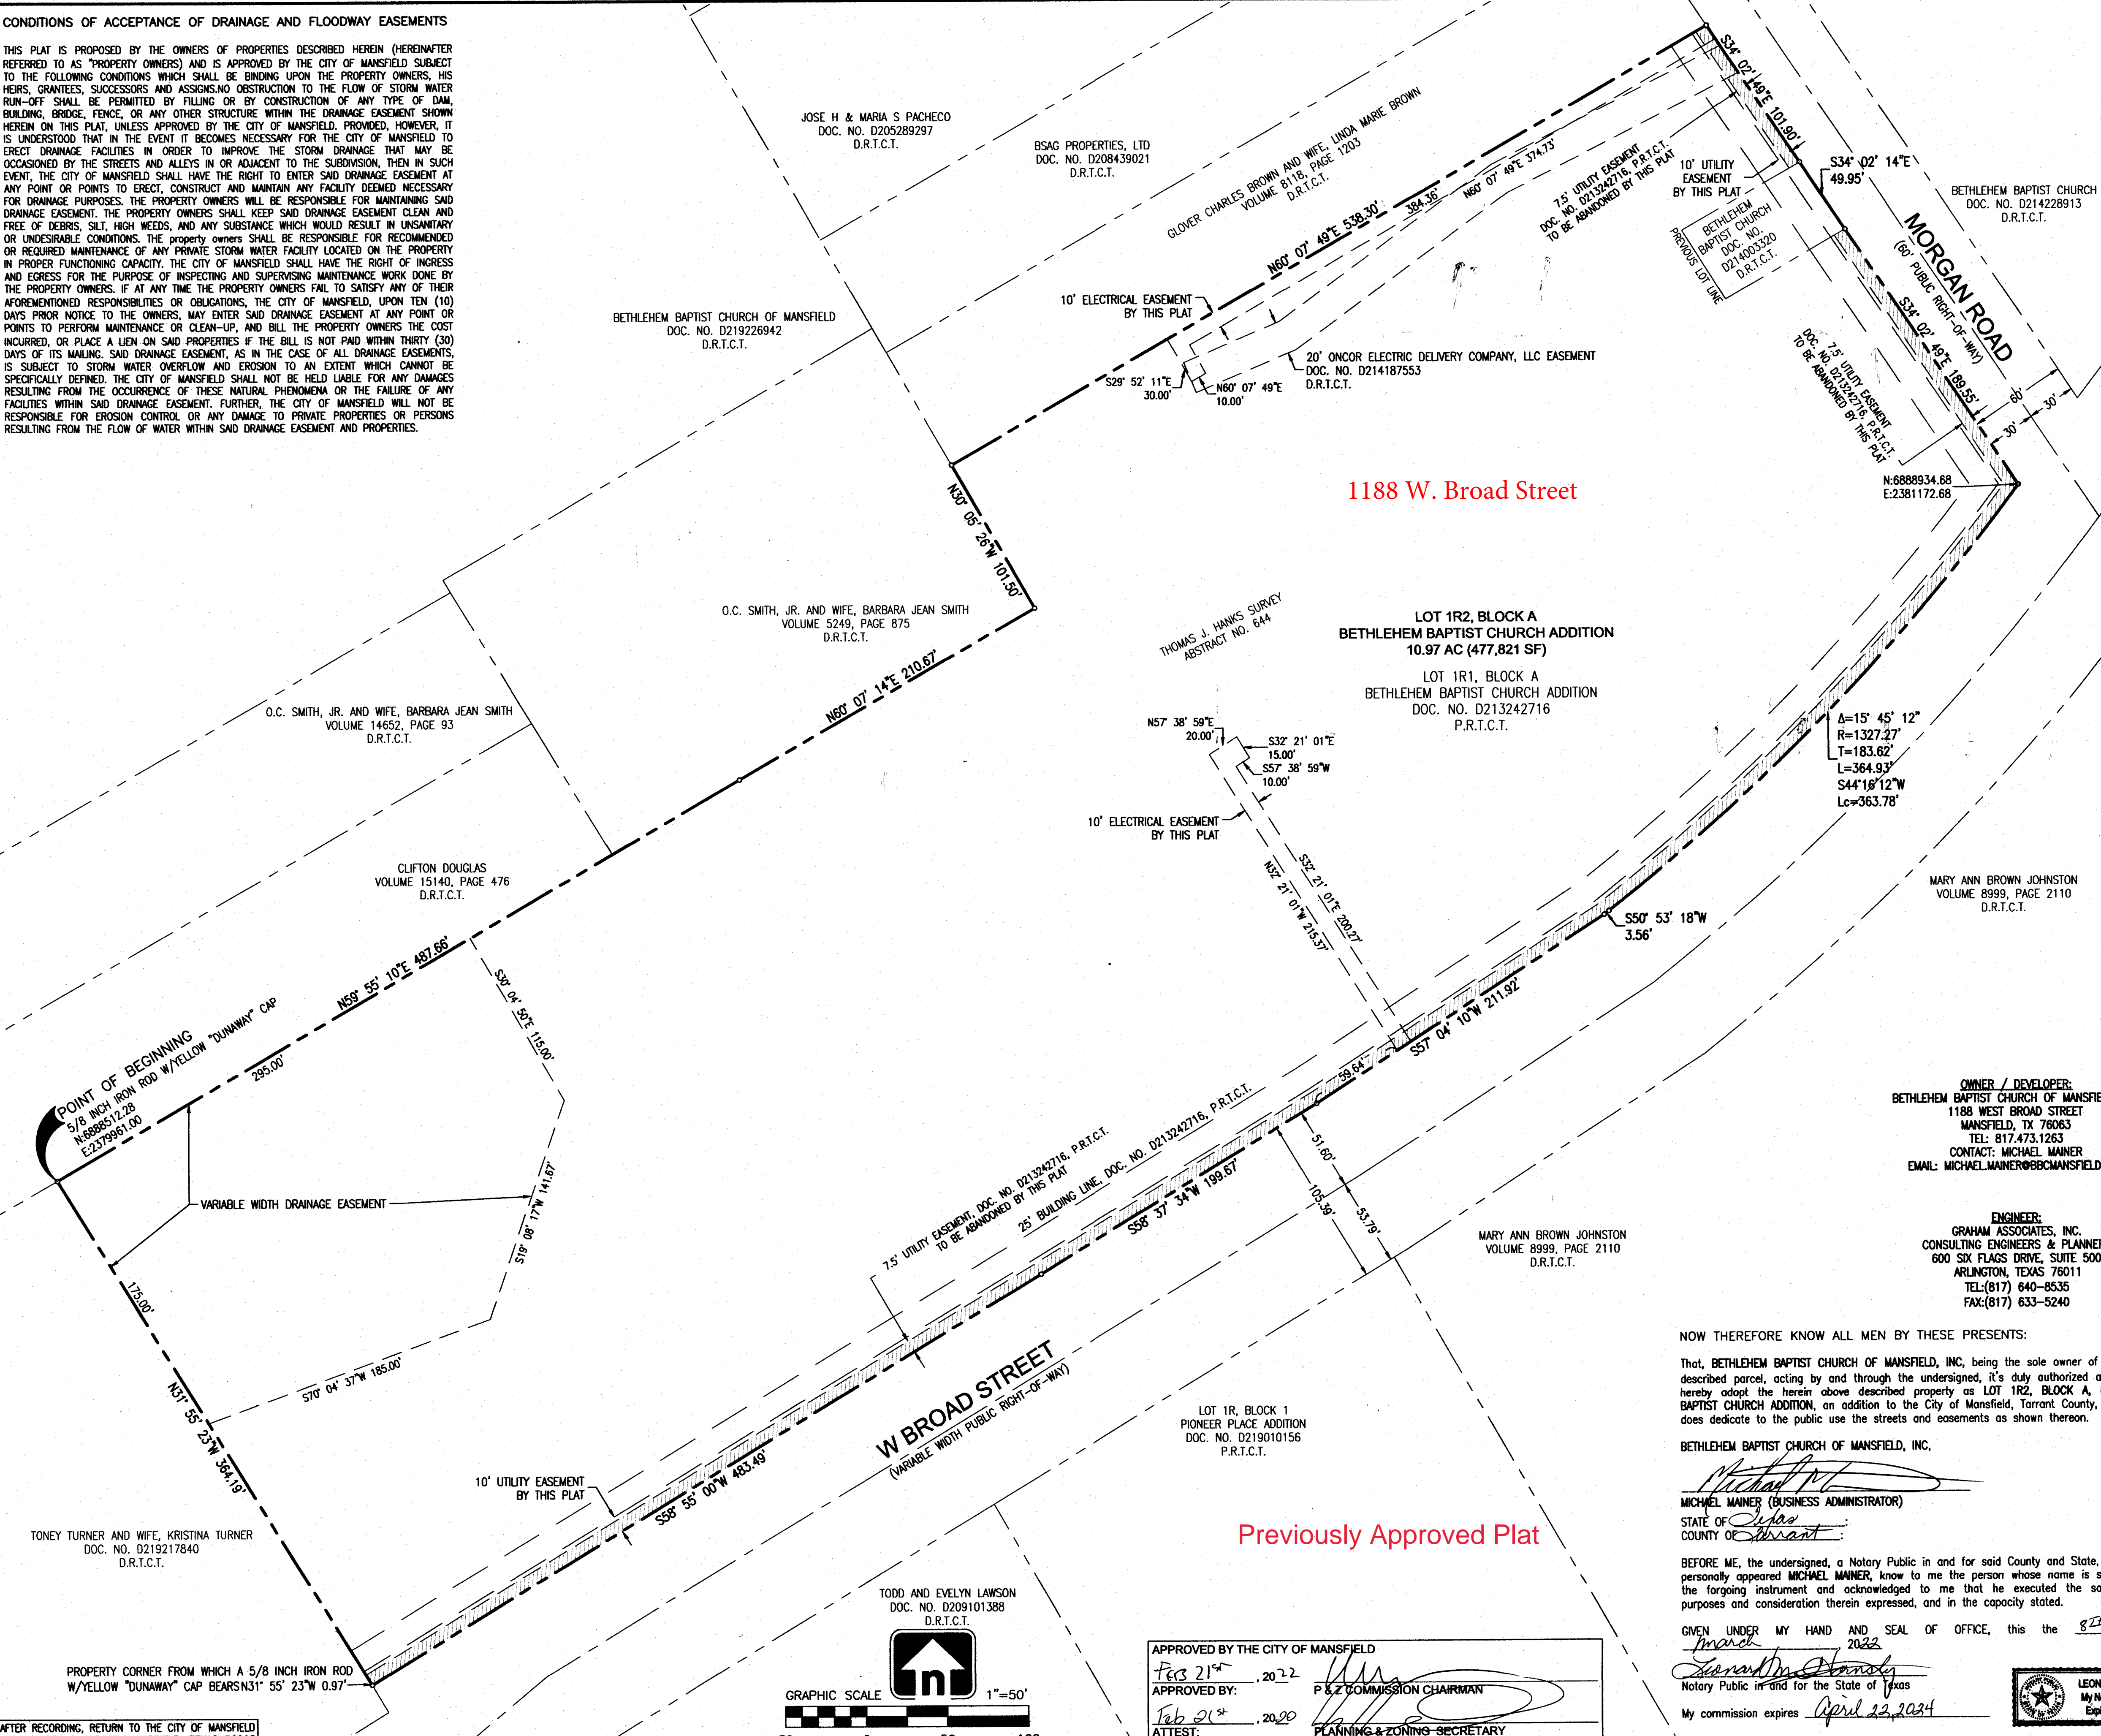 CONDITIONS OF ACCEPTANCE OF DRAINAGE AND FLOODWAY EASEMENTS
THIS PLAT IS PROPOSED BY THE OWNERS OF PROPERTIES DESCRIBED HEREIN (HEREINAFTER
REFERRED TO AS "PROPERTY OWNERS) AND IS APPROVED BY THE CITY OF MANSFIELD SUBJECT
TO THE FOLLOWING CONDITIONS WHICH SHALL BE BINDING UPON THE PROPERTY OWNERS, HIS
HEIRS, GRANTEES, SUCCESSORS AND ASSIGNS.NO OBSTRUCTION TO THE FLOW OF STORM WATER
RUN-OFF SHALL BE PERMITTED BY FILLING OR BY CONSTRUCTION OF ANY TYPE OF DAM,
BUILDING, BRIDGE, FENCE, OR ANY OTHER STRUCTURE WITHIN THE DRAINAGE EASEMENT SHOWN
HEREIN ON THIS PLAT, UNLESS APPROVED BY THE CITY OF MANSFIELD. PROVIDED, HOWEVER, IT
IS UNDERSTOOD THAT IN THE EVENT IT BECOMES NECESSARY FOR THE CITY OF MANSFIELD TO
ERECT DRAINAGE FACILITIES IN ORDER TO IMPROVE THE STORM DRAINAGE THAT MAY BE
OCCASIONED BY THE STREETS AND ALLEYS IN OR ADJACENT TO THE SUBDIVISION, THEN IN SUCH
EVENT, THE CITY OF MANSFIELD SHALL HAVE THE RIGHT TO ENTER SAID DRAINAGE EASEMENT AT
ANY POINT OR POINTS TO ERECT, CONSTRUCT AND MAINTAIN ANY FACILITY DEEMED NECESSARY
FOR DRAINAGE PURPOSES. THE PROPERTY OWNERS WILL BE RESPONSIBLE FOR MAINTAINING SAID
DRAINAGE EASEMENT. THE PROPERTY OWNERS SHALL KEEP SAID DRAINAGE EASEMENT CLEAN AND
FREE OF DEBRIS, SILT, HIGH WEEDS, AND ANY SUBSTANCE WHICH WOULD RESULT IN UNSANITARY
OR UNDESIRABLE CONDITIONS. THE property owners SHALL BE RESPONSIBLE FOR RECOMMENDED
OR REQUIRED MAINTENANCE OF ANY PRIVATE STORM WATER FACILITY LOCATED ON THE PROPERTY
IN PROPER FUNCTIONING CAPACITY. THE CITY OF MANSFIELD SHALL HAVE THE RIGHT OF INGRESS
AND EGRESS FOR THE PURPOSE OF INSPECTING AND SUPERVISING MAINTENANCE WORK DONE BY
THE PROPERTY OWNERS. IF AT ANY TIME THE PROPERTY OWNERS FAIL TO SATISFY ANY OF THEIR
AFOREMENTIONED RESPONSIBILITIES OR OBLIGATIONS, THE CITY OF MANSFIELD, UPON TEN (10)
DAYS PRIOR NOTICE TO THE OWNERS, MAY ENTER SAID DRAINAGE EASEMENT AT ANY POINT OR
POINTS TO PERFORM MAINTENANCE OR CLEAN-UP, AND BILL THE PROPERTY OWNERS THE COST
INCURRED, OR PLACE A LIEN ON SAID PROPERTIES IF THE BILL IS NOT PAID WITHIN THIRTY (30)
DAYS OF ITS MAILING. SAID DRAINAGE EASEMENT, AS IN THE CASE OF ALL DRAINAGE EASEMENTS,
IS SUBJECT TO STORM WATER OVERFLOW AND EROSION TO AN EXTENT WHICH CANNOT BE
SPECIFICALLY DEFINED. THE CITY OF MANSFIELD SHALL NOT BE HELD LIABLE FOR ANY DAMAGES
RESULTING FROM THE OCCURRENCE OF THESE NATURAL PHENOMENA OR THE FAILURE OF ANY
FACILITIES WITHIN SAID DRAINAGE EASEMENT. FURTHER, THE CITY OF MANSFIELD WILL NOT BE
RESPONSIBLE FOR EROSION CONTROL OR ANY DAMAGE TO PRIVATE PROPERTIES OR PERSONS
RESULTING FROM THE FLOW OF WATER WITHIN SAID DRAINAGE EASEMENT AND PROPERTIES.
JOSE H & MARIA S PACHECO
DOC. NO. D205289297
D.R.T.C.T.
BSAG PROPERTIES, LTD
DOC. NO. D208439021
D.R.T.C.T.
GLOVER CHARLES BROWN AND WIFE, LINDA MARIE BROWN
VOLUME 8118, PAGE 1203
D.R.T.C.T.
N60° 07' 49"E 538.30'
384.36'
N60° 07' 49"E 374.73'
7.5' UTILITY EASEMENT
DOC. NO. D213242716, P.R.T.C.T.
TO BE ABANDONED BY THIS PLAT
S34° 02' 49"E 101.90'
10' UTILITY
EASEMENT
BY THIS PLAT
S34° 02' 14"E
49.95'
BETHLEHEM BAPTIST CHURCH
DOC. NO. D214228913
D.R.T.C.T.
PREVIOUS LOT LINE
BETHLEHEM
BAPTIST CHURCH
DOC. NO.
D214003320
D.R.T.C.T.
MORGAN ROAD
(60' PUBLIC RIGHT-OF-WAY)
S34° 02' 49"E 189.55'
7.5' UTILITY EASEMENT
DOC. NO. D213242716, P.R.T.C.T.
TO BE ABANDONED BY THIS PLAT
60'
30'
30'
N:6888934.68
E:2381172.68
BETHLEHEM BAPTIST CHURCH OF MANSFIELD
DOC. NO. D219226942
D.R.T.C.T.
10' ELECTRICAL EASEMENT
BY THIS PLAT
20' ONCOR ELECTRIC DELIVERY COMPANY, LLC EASEMENT
DOC. NO. D214187553
D.R.T.C.T.
S29° 52' 11"E
30.00'
N60° 07' 49"E
10.00'
1188 W. Broad Street
N30° 05' 26"W 101.50'
O.C. SMITH, JR. AND WIFE, BARBARA JEAN SMITH
VOLUME 5249, PAGE 875
D.R.T.C.T.
THOMAS J. HANKS SURVEY
ABSTRACT NO. 644
LOT 1R2, BLOCK A
BETHLEHEM BAPTIST CHURCH ADDITION
10.97 AC (477,821 SF)
LOT 1R1, BLOCK A
BETHLEHEM BAPTIST CHURCH ADDITION
DOC. NO. D213242716
P.R.T.C.T.
N60° 07' 14"E 210.67'
O.C. SMITH, JR. AND WIFE, BARBARA JEAN SMITH
VOLUME 14652, PAGE 93
D.R.T.C.T.
N57° 38' 59"E
20.00'
S32° 21' 01"E
15.00'
S57° 38' 59"W
10.00'
10' ELECTRICAL EASEMENT
BY THIS PLAT
N32° 21' 01"W 215.37'
S32° 21' 01"E 200.27'
Δ=15° 45' 12"
R=1327.27'
T=183.62'
L=364.93'
S44°16'12"W
Lc=363.78'
CLIFTON DOUGLAS
VOLUME 15140, PAGE 476
D.R.T.C.T.
MARY ANN BROWN JOHNSTON
VOLUME 8999, PAGE 2110
D.R.T.C.T.
S50° 53' 18"W
3.56'
N59° 55' 10"E 487.66'
S30° 04' 50"E 115.00'
S57° 04' 10"W 211.92'
59.64'
POINT OF BEGINNING
5/8 INCH IRON ROD W/YELLOW "DUNAWAY" CAP
N:6888512.28
E:2379961.00
295.00'
VARIABLE WIDTH DRAINAGE EASEMENT
S19° 08' 17"W 141.67'
175.00'
S70° 04' 37"W 185.00'
N31° 55' 23"W 364.19'
7.5' UTILITY EASEMENT, DOC. NO. D213242716, P.R.T.C.T.
TO BE ABANDONED BY THIS PLAT
25' BUILDING LINE, DOC. NO. D213242716, P.R.T.C.T.
S58° 37' 34"W 199.67'
51.60'
105.39'
53.79'
MARY ANN BROWN JOHNSTON
VOLUME 8999, PAGE 2110
D.R.T.C.T.
OWNER / DEVELOPER:
BETHLEHEM BAPTIST CHURCH OF MANSFIE
1188 WEST BROAD STREET
MANSFIELD, TX 76063
TEL: 817.473.1263
CONTACT: MICHAEL MAINER
EMAIL: MICHAEL.MAINER@BBCMANSFIELD
ENGINEER:
GRAHAM ASSOCIATES, INC.
CONSULTING ENGINEERS & PLANNE
600 SIX FLAGS DRIVE, SUITE 500
ARLINGTON, TEXAS 76011
TEL:(817) 640-8535
FAX:(817) 633-5240
W BROAD STREET
(VARIABLE WIDTH PUBLIC RIGHT-OF-WAY)
10' UTILITY EASEMENT
BY THIS PLAT
S58° 55' 00"W 483.49'
LOT 1R, BLOCK 1
PIONEER PLACE ADDITION
DOC. NO. D219010156
P.R.T.C.T.
TONEY TURNER AND WIFE, KRISTINA TURNER
DOC. NO. D219217840
D.R.T.C.T.
Previously Approved Plat
TODD AND EVELYN LAWSON
DOC. NO. D209101388
D.R.T.C.T.
PROPERTY CORNER FROM WHICH A 5/8 INCH IRON ROD
W/YELLOW "DUNAWAY" CAP BEARSN31° 55' 23"W 0.97'
n
GRAPHIC SCALE 1"=50'
AFTER RECORDING, RETURN TO THE CITY OF MANSFIELD
APPROVED BY THE CITY OF MANSFIELD
Feb 21st, 2022
APPROVED BY: P & Z COMMISSION CHAIRMAN
Feb 21st, 2020
ATTEST: PLANNING & ZONING SECRETARY
NOW THEREFORE KNOW ALL MEN BY THESE PRESENTS:
That, BETHLEHEM BAPTIST CHURCH OF MANSFIELD, INC, being the sole owner of
described parcel, acting by and through the undersigned, it's duly authorized a
hereby adopt the herein above described property as LOT 1R2, BLOCK A,
BAPTIST CHURCH ADDITION, an addition to the City of Mansfield, Tarrant County,
does dedicate to the public use the streets and easements as shown thereon.
BETHLEHEM BAPTIST CHURCH OF MANSFIELD, INC,
MICHAEL MAINER (BUSINESS ADMINISTRATOR)
STATE OF Texas :
COUNTY OF Tarrant :
BEFORE ME, the undersigned, a Notary Public in and for said County and State,
personally appeared MICHAEL MAINER, know to me the person whose name is s
the forgoing instrument and acknowledged to me that he executed the sa
purposes and consideration therein expressed, and in the capacity stated.
GIVEN UNDER MY HAND AND SEAL OF OFFICE, this the 8th
March, 2022
Notary Public in and for the State of Texas
My commission expires April 22, 2024
LEON
My N
Exp